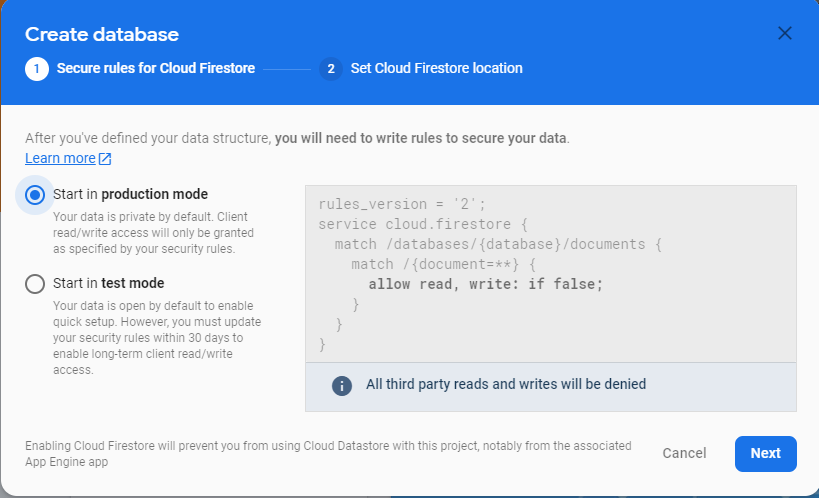 Create database
1 Secure rules for Cloud Firestore 2 Set Cloud Firestore location
After you've defined your data structure, you will need to write rules to secure your data.
Learn more
Start in production mode
Your data is private by default. Client
read/write access will only be granted
as specified by your security rules.
Start in test mode
Your data is open by default to enable
quick setup. However, you must update
your security rules within 30 days to
enable long-term client read/write
access.
rules_version = '2';
service cloud.firestore {
match /databases/{database}/documents {
match /{document=**} {
allow read, write: if false;
}
}
}
All third party reads and writes will be denied
Enabling Cloud Firestore will prevent you from using Cloud Datastore with this project, notably from the associated
App Engine app
Cancel
Next